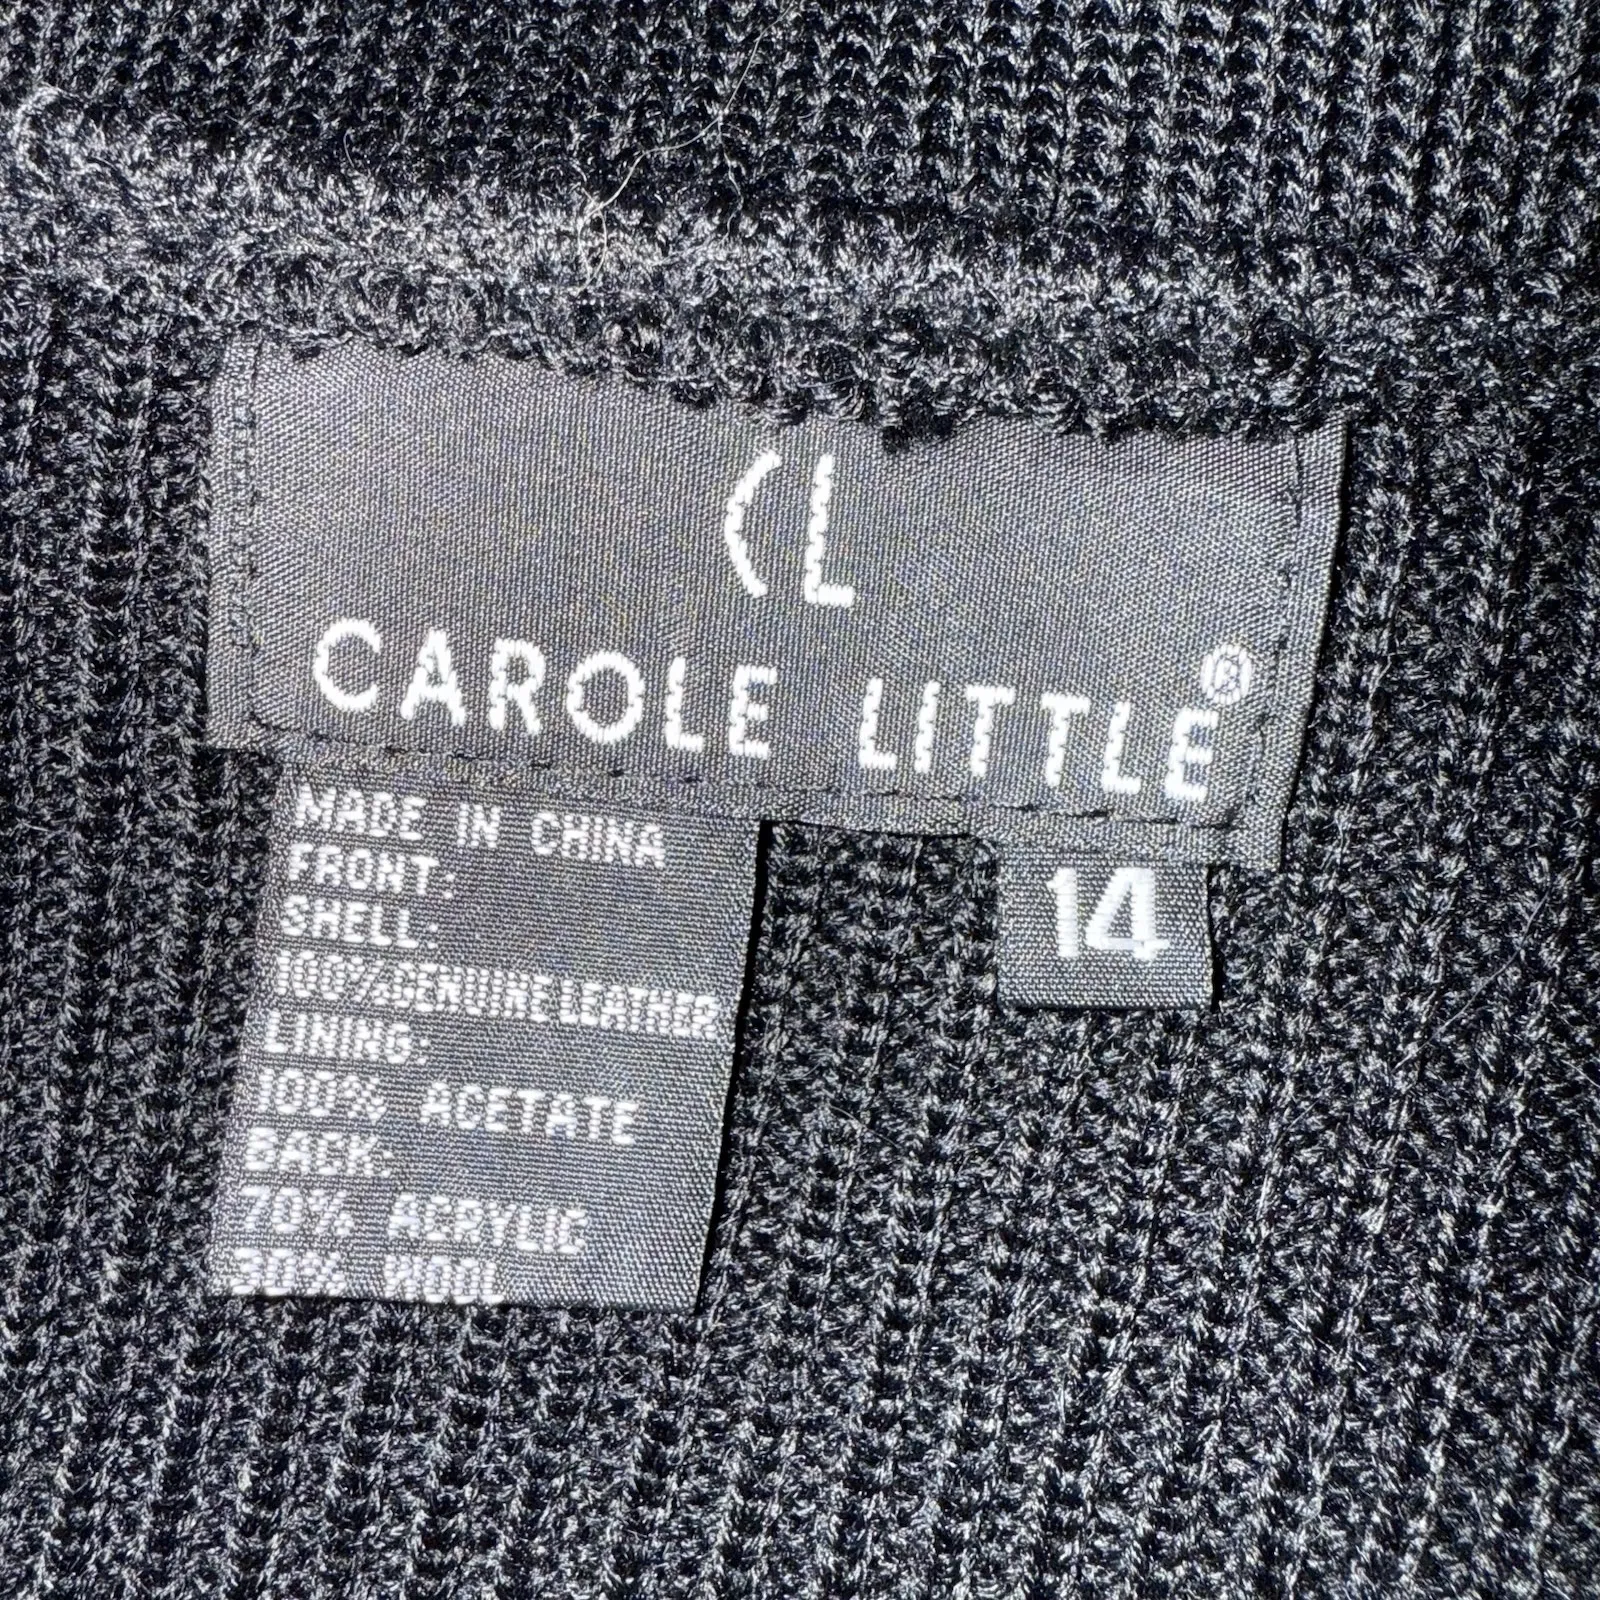 CL
CAROLE LITTLE®
MADE IN CHINA
FRONT:
SHELL:
100%GENUINE LEATHER
LINING:
100% ACETATE
BACK:
70% ACRYLIC
30% WOOL
14